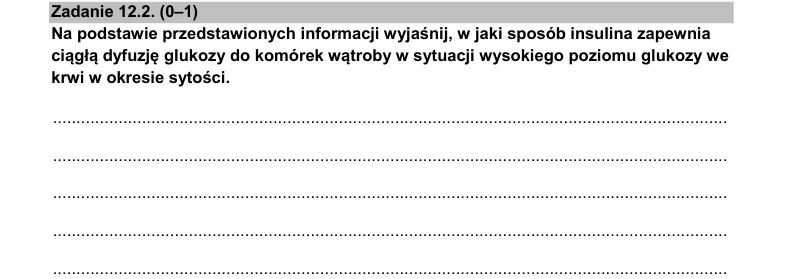 Zadanie 12.2. (0–1)
Na podstawie przedstawionych informacji wyjaśnij, w jaki sposób insulina zapewnia
ciągłą dyfuzję glukozy do komórek wątroby w sytuacji wysokiego poziomu glukozy we
krwi w okresie sytości.